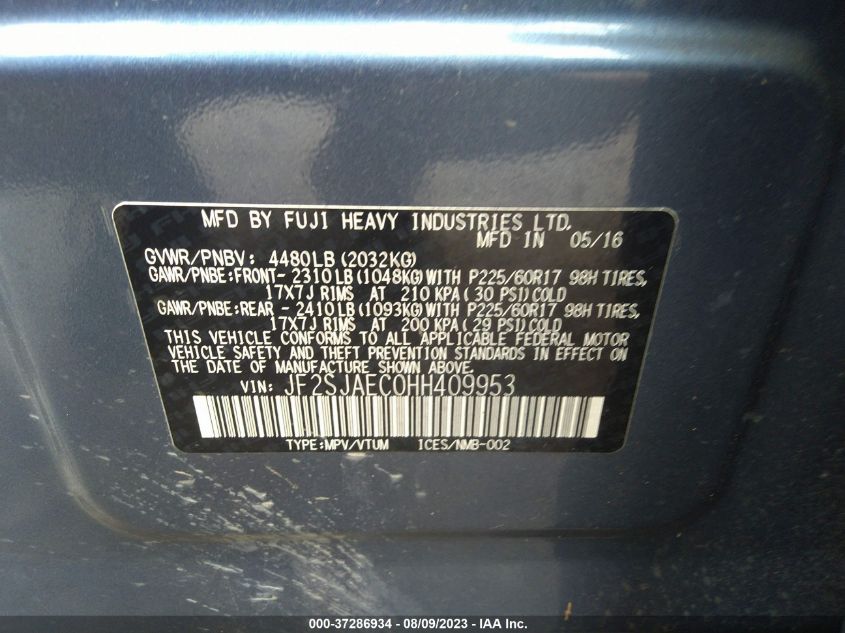 MFD BY FUJI HEAVY INDUSTRIES LTD.
MFD IN 05/16
GVWR/PNBV: 4480LB (2032KG)
GAWR/PNBE:FRONT- 2310LB (1048KG)WITH P225/60R17 98H TIRES,
17X7J RIMS AT 210 KPA ( 30 PSI)COLD
GAWR/PNBE:REAR - 2410LB (1093KG)WITH P225/60R17 98H TIRES,
17X7J RIMS AT 200 KPA ( 29 PSI)COLD
THIS VEHICLE CONFORMS TO ALL APPLICABLE FEDERAL MOTOR
VEHICLE SAFETY AND THEFT PREVENTION STANDARDS IN EFFECT ON
THE DATE OF MANUFACTURE SHOWN ABOVE.
VIN: JF2SJAEC0HH409953
TYPE:MPV/VTUM ICES/NMB-002
000-37286934 - 08/09/2023 - IAA Inc.